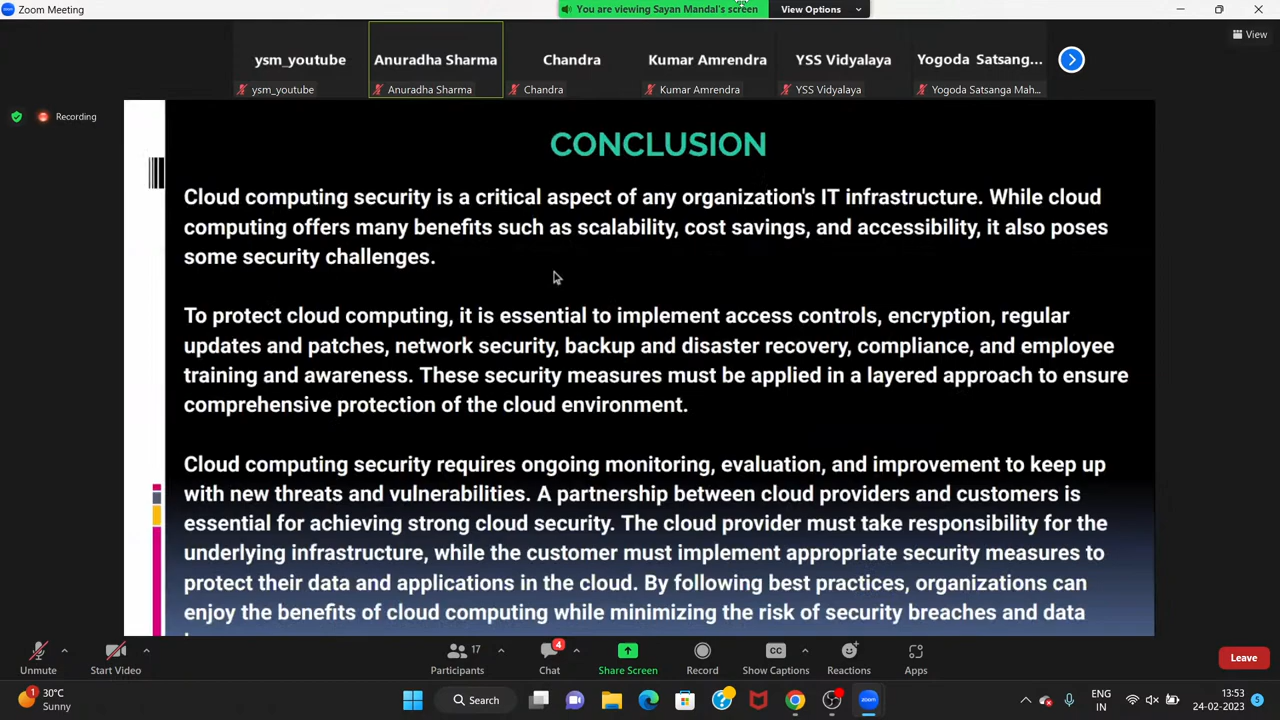 Zoom Meeting
You are viewing Sayan Mandal's screen
View Options
View
ysm_youtube
Anuradha Sharma
Chandra
Kumar Amrendra
YSS Vidyalaya
Yogoda Satsang...
ysm_youtube
Anuradha Sharma
Chandra
Kumar Amrendra
YSS Vidyalaya
Yogoda Satsanga Mah...
Recording
CONCLUSION
Cloud computing security is a critical aspect of any organization's IT infrastructure. While cloud
computing offers many benefits such as scalability, cost savings, and accessibility, it also poses
some security challenges.
To protect cloud computing, it is essential to implement access controls, encryption, regular
updates and patches, network security, backup and disaster recovery, compliance, and employee
training and awareness. These security measures must be applied in a layered approach to ensure
comprehensive protection of the cloud environment.
Cloud computing security requires ongoing monitoring, evaluation, and improvement to keep up
with new threats and vulnerabilities. A partnership between cloud providers and customers is
essential for achieving strong cloud security. The cloud provider must take responsibility for the
underlying infrastructure, while the customer must implement appropriate security measures to
protect their data and applications in the cloud. By following best practices, organizations can
enjoy the benefits of cloud computing while minimizing the risk of security breaches and data
Unmute
Start Video
17
Participants
4
Chat
Share Screen
Record
CC
Show Captions
Reactions
Apps
Leave
1
30°C
Sunny
Search
zoom
ENG
IN
13:53
24-02-2023
5